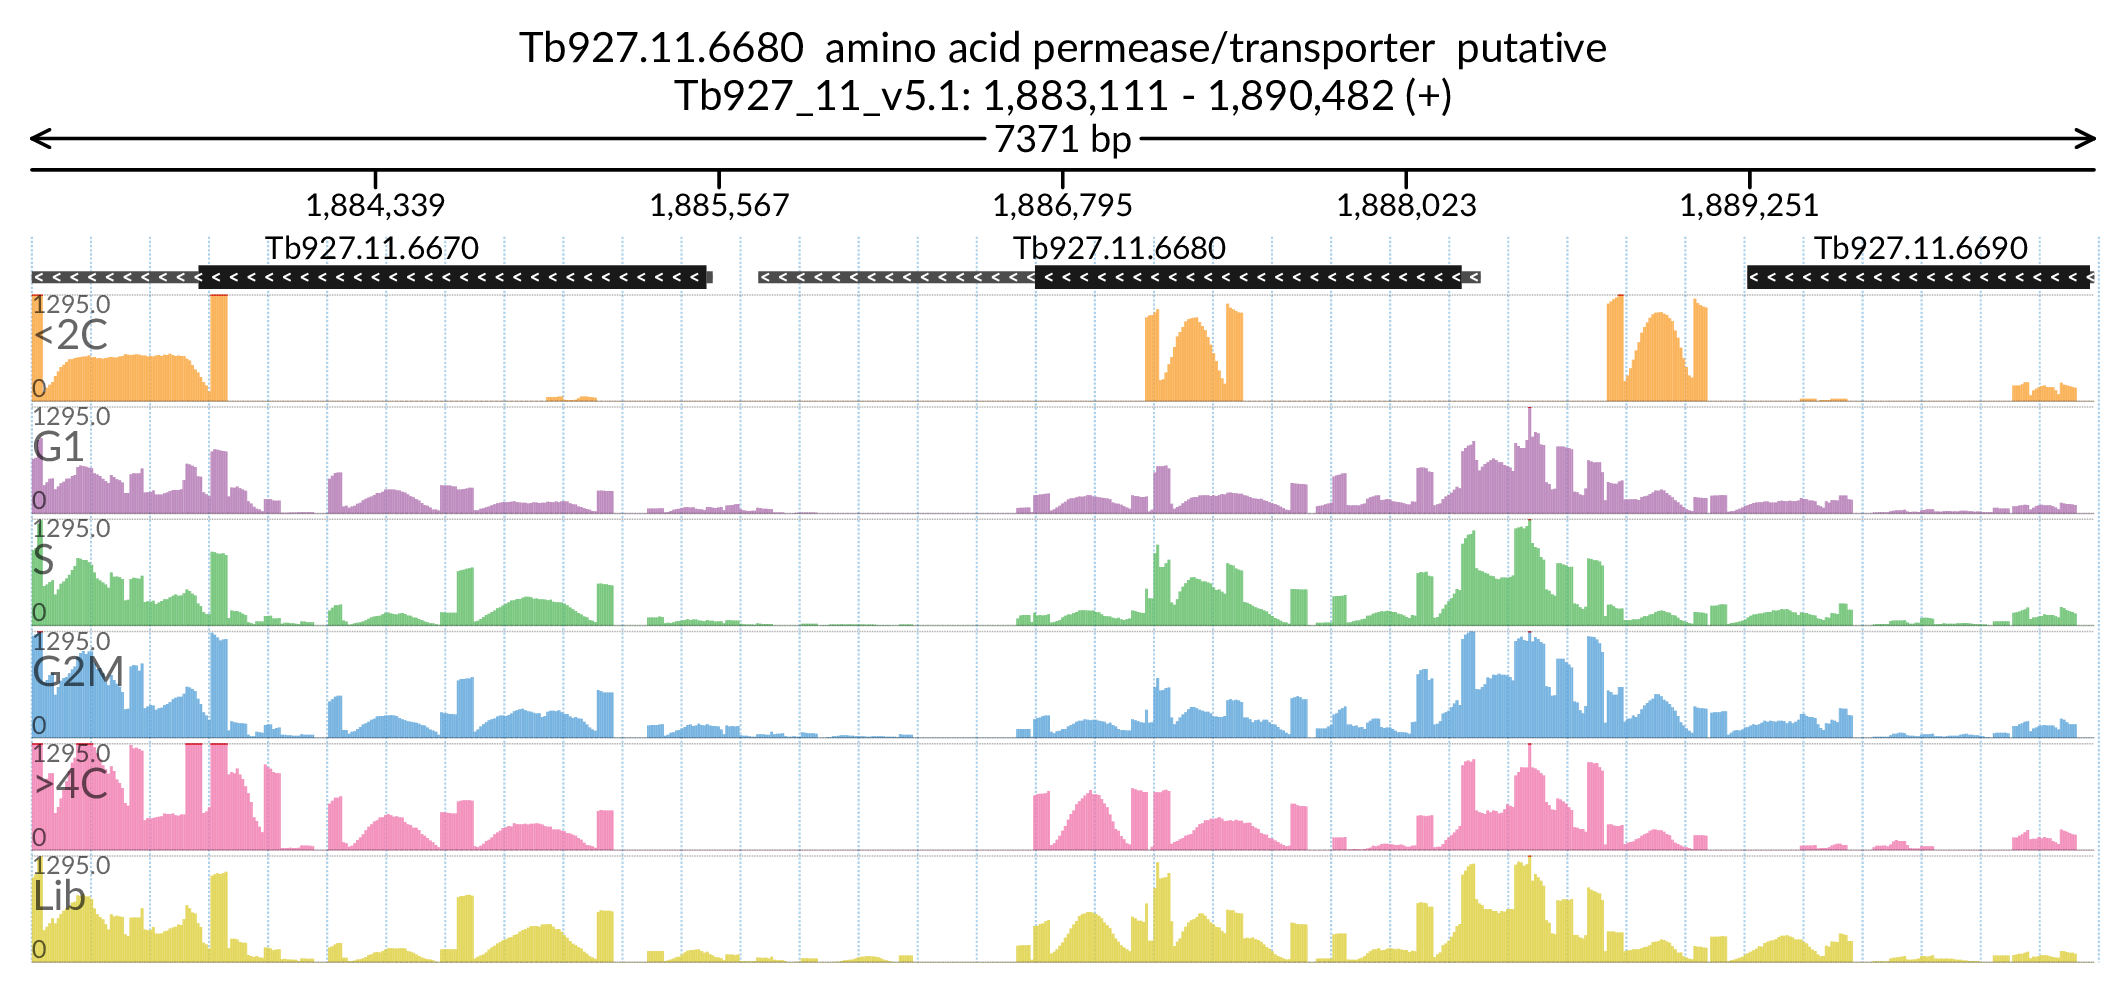 Tb927.11.6680 amino acid permease/transporter putative
Tb927_11_v5.1: 1,883,111 - 1,890,482 (+)
7371 bp
1,884,339 1,885,567 1,886,795 1,888,023 1,889,251
Tb927.11.6670 Tb927.11.6680 Tb927.11.6690
1295.0
<2C
0
1295.0
G1
0
1295.0
S
0
1295.0
G2M
0
1295.0
>4C
0
1295.0
Lib
0